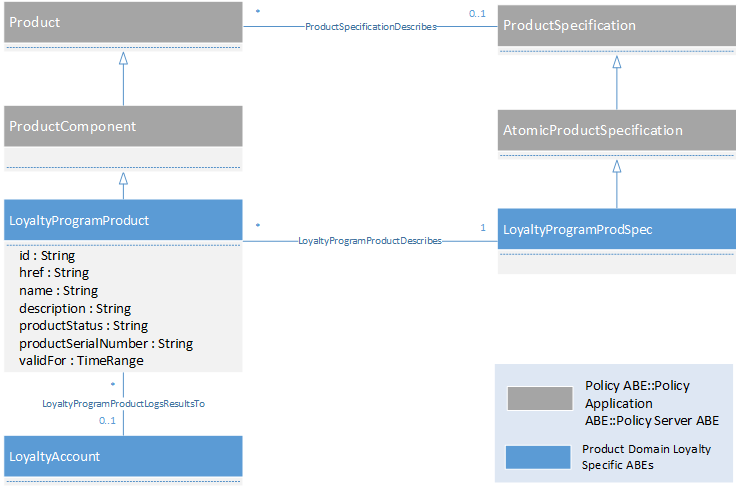 Product
*
0..1
ProductSpecification
ProductSpecificationDescribes
ProductComponent
AtomicProductSpecification
LoyaltyProgramProduct
*
1
LoyaltyProgramProdSpec
LoyaltyProgramProductDescribes
id : String
href : String
name : String
description : String
productStatus : String
productSerialNumber : String
validFor : TimeRange
*
LoyaltyProgramProductLogsResultsTo
0..1
LoyaltyAccount
Policy ABE::Policy
Application
ABE::Policy Server ABE
Product Domain Loyalty
Specific ABEs